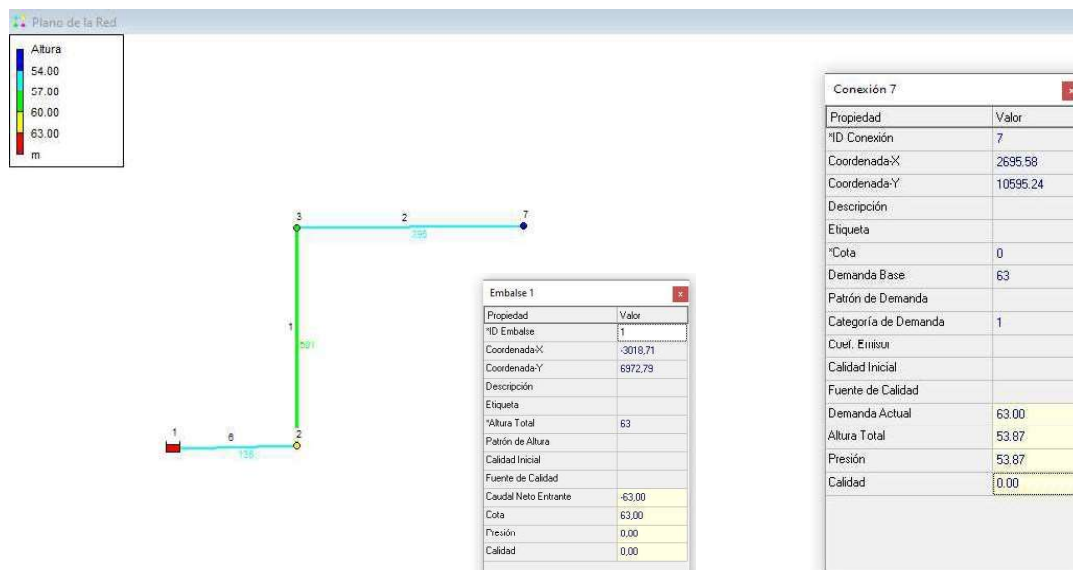 Plano de la Red
Altura
54.00
57.00
60.00
63.00
m
3
2
7
395
1
591
1
6
2
Embalse 1
Propiedad Valor
*ID Embalse 1
Coordenada-X -3018,71
Coordenada-Y 6972,79
Descripción
Etiqueta
*Altura Total 63
Patrón de Altura
Calidad Inicial
Fuente de Calidad
Caudal Neto Entrante -63,00
Cota 63,00
Presión 0,00
Calidad 0,00
Conexión 7
Propiedad Valor
*ID Conexión 7
Coordenada-X 2695.58
Coordenada-Y 10595.24
Descripción
Etiqueta
*Cota 0
Demanda Base 63
Patrón de Demanda
Categoría de Demanda 1
Coef. Emisor
Calidad Inicial
Fuente de Calidad
Demanda Actual 63.00
Altura Total 53.87
Presión 53.87
Calidad 0.00